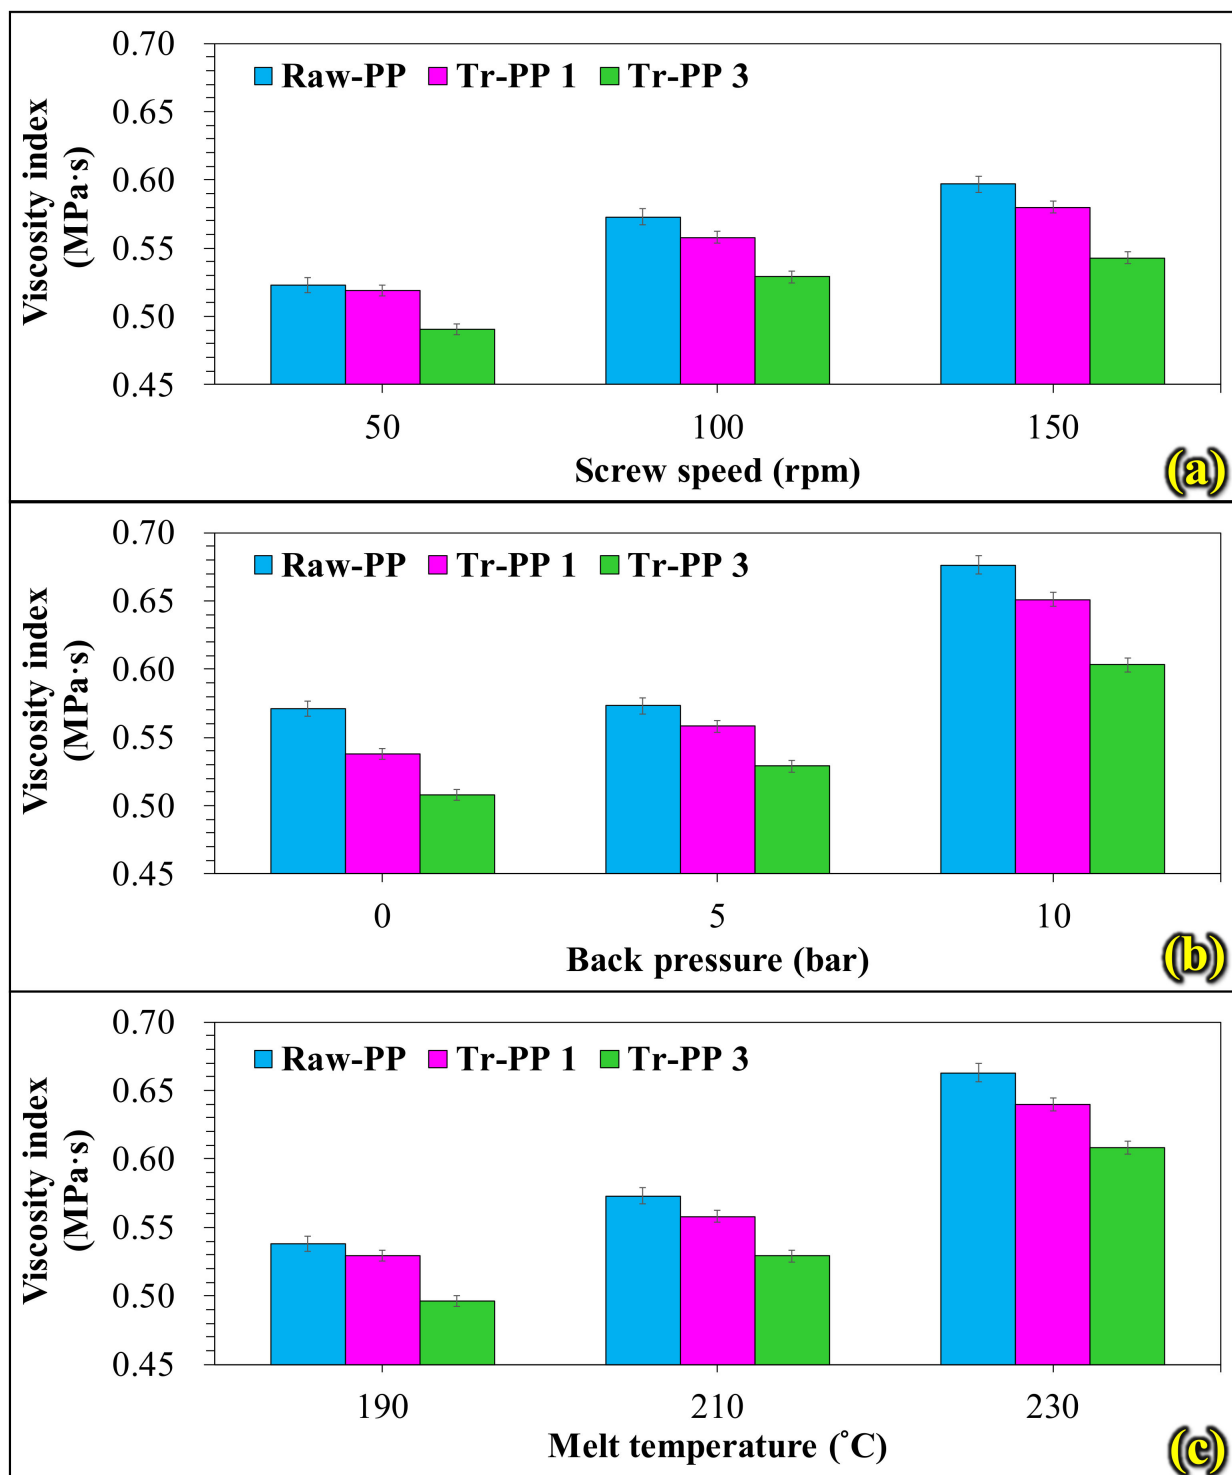 0.70
0.65
0.60
0.55
0.50
0.45
Viscosity index
(MPa·s)
Raw-PP Tr-PP 1 Tr-PP 3
50 100 150
Screw speed (rpm)
(a)
0.70
0.65
0.60
0.55
0.50
0.45
Viscosity index
(MPa·s)
Raw-PP Tr-PP 1 Tr-PP 3
0 5 10
Back pressure (bar)
(b)
0.70
0.65
0.60
0.55
0.50
0.45
Viscosity index
(MPa·s)
Raw-PP Tr-PP 1 Tr-PP 3
190 210 230
Melt temperature (˚C)
(c)